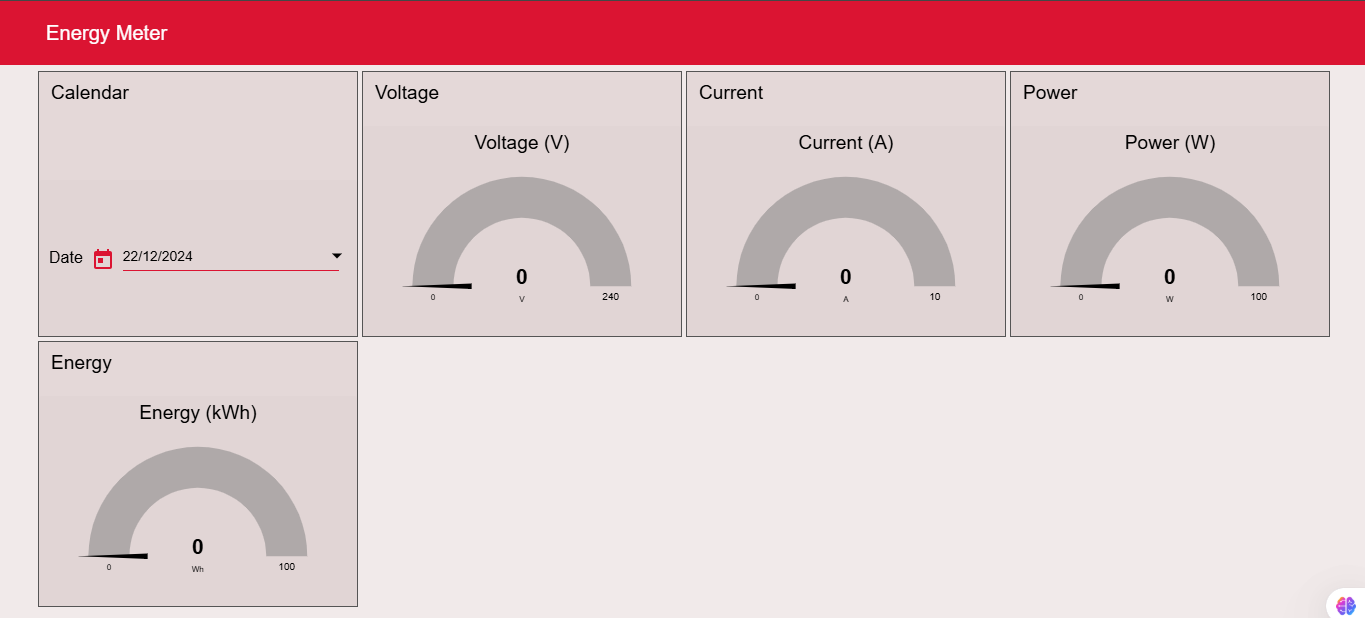 Energy Meter
Calendar
Date 22/12/2024
Voltage
Voltage (V)
0
V
0 240
Current
Current (A)
0
A
0 10
Power
Power (W)
0
W
0 100
Energy
Energy (kWh)
0
Wh
0 100